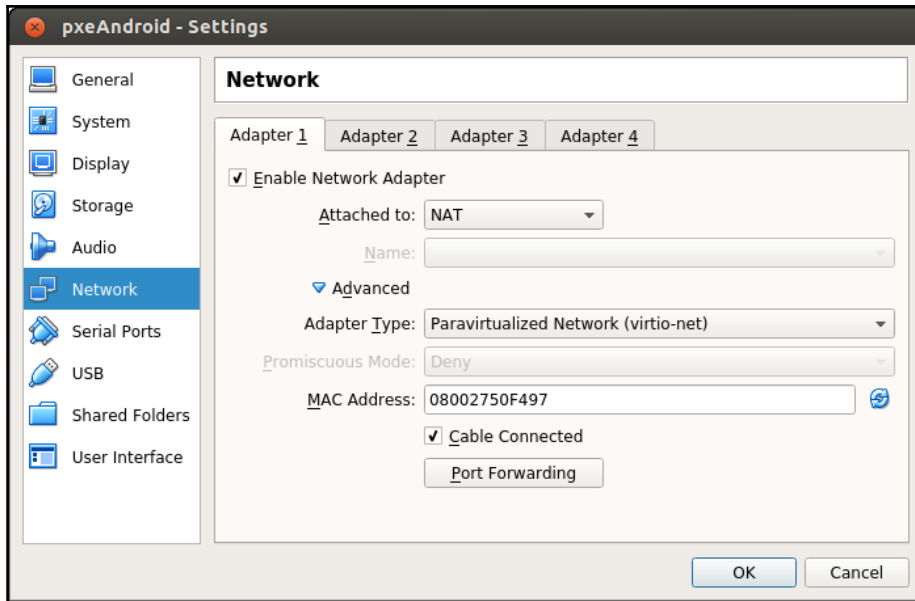 pxeAndroid - Settings
General
System
Display
Storage
Audio
Network
Serial Ports
USB
Shared Folders
User Interface
Network
Adapter 1 Adapter 2 Adapter 3 Adapter 4
Enable Network Adapter
Attached to: NAT
Name:
Advanced
Adapter Type: Paravirtualized Network (virtio-net)
Promiscuous Mode: Deny
MAC Address: 08002750F497
Cable Connected
Port Forwarding
OK Cancel